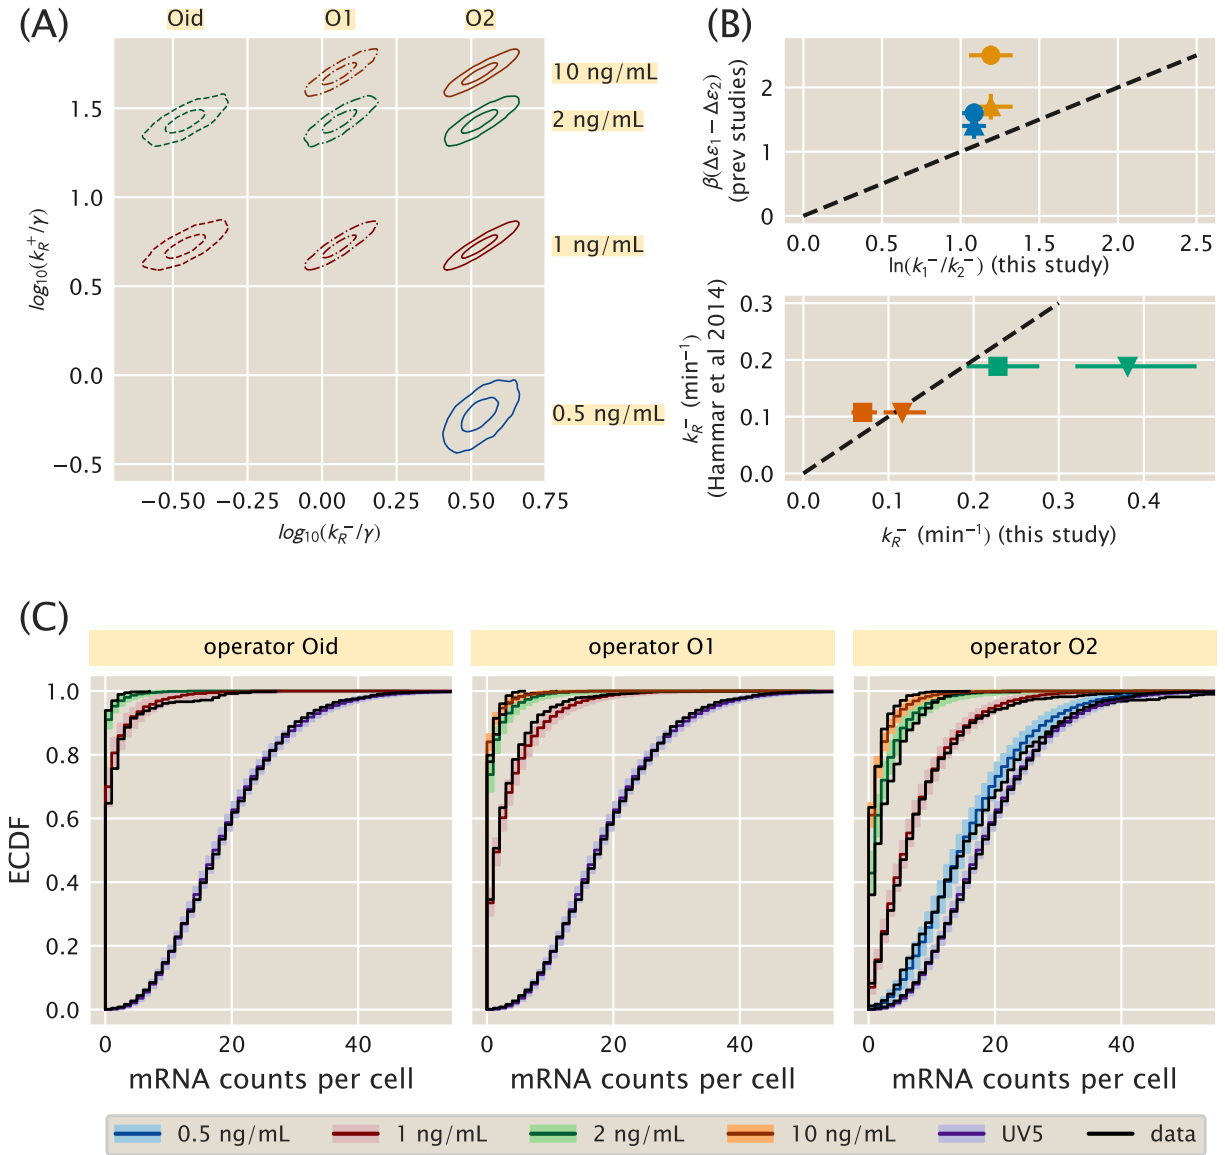 (A)
Oid O1 O2
10 ng/mL
2 ng/mL
1 ng/mL
0.5 ng/mL
1.5
1.0
0.5
0.0
−0.5
log₁₀(k_R⁺/γ)
−0.50 −0.25 0.00 0.25 0.50 0.75
log₁₀(k_R⁻/γ)
(B)
2
1
0
β(Δε₁ − Δε₂)
(prev studies)
0.0 0.5 1.0 1.5 2.0 2.5
ln(k₁⁻/k₂⁻) (this study)
0.3
0.2
0.1
0.0
k_R⁻ (min⁻¹)
(Hammar et al 2014)
0.0 0.1 0.2 0.3 0.4
k_R⁻ (min⁻¹) (this study)
(C)
operator Oid operator O1 operator O2
1.0
0.8
0.6
0.4
0.2
0.0
ECDF
0 20 40 0 20 40 0 20 40
mRNA counts per cell mRNA counts per cell mRNA counts per cell
0.5 ng/mL 1 ng/mL 2 ng/mL 10 ng/mL UV5 data